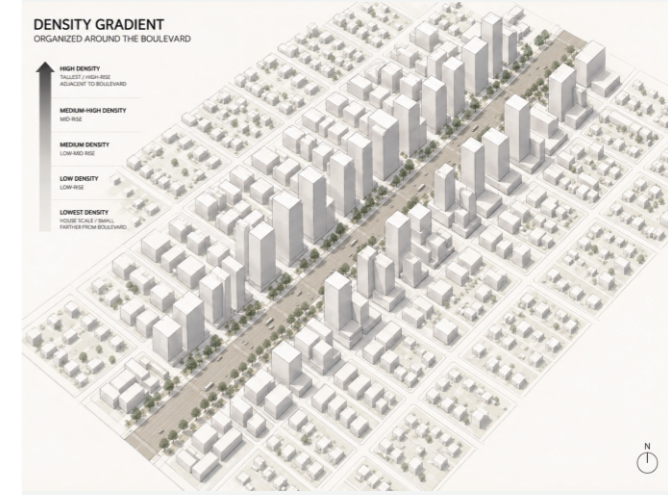 DENSITY GRADIENT
ORGANIZED AROUND THE BOULEVARD
HIGH DENSITY
TALLEST / HIGH-RISE
ADJACENT TO BOULEVARD
MEDIUM-HIGH DENSITY
MID-RISE
MEDIUM DENSITY
LOW-MID RISE
LOW DENSITY
LOW-RISE
LOWEST DENSITY
HOUSE SCALE / SMALL
FARTHER FROM BOULEVARD
N